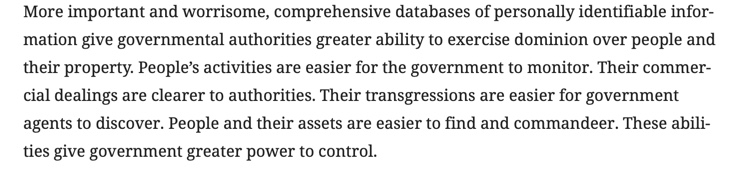 More important and worrisome, comprehensive databases of personally identifiable infor-
mation give governmental authorities greater ability to exercise dominion over people and
their property. People’s activities are easier for the government to monitor. Their commer-
cial dealings are clearer to authorities. Their transgressions are easier for government
agents to discover. People and their assets are easier to find and commandeer. These abili-
ties give government greater power to control.